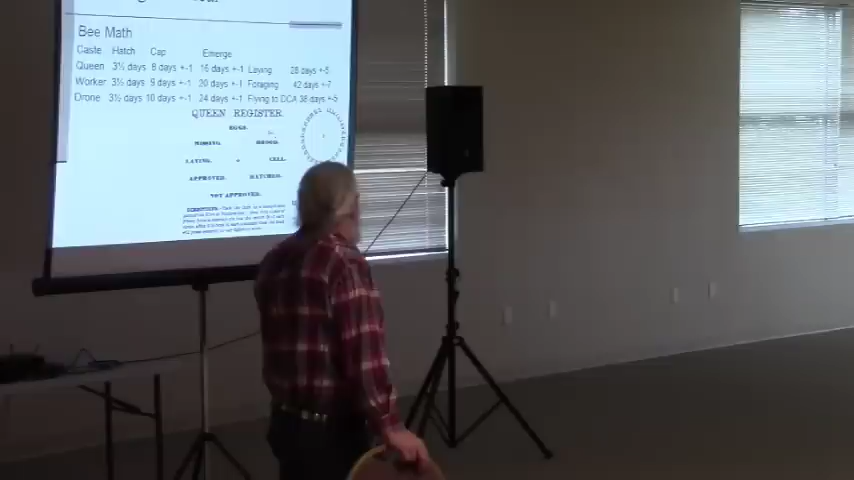 Bee Math
Caste Hatch Cap Emerge
Queen 3½ days 8 days +-1 16 days +-1 Laying 28 days +-5
Worker 3½ days 9 days +-1 20 days +-1 Foraging 42 days +-7
Drone 3½ days 10 days +-1 24 days +-1 Flying to DCA 38 days +-5
QUEEN REGISTER.
EGGS.
MISSING. BROOD.
LAYING. CELL.
APPROVED. HATCHED.
NOT APPROVED.